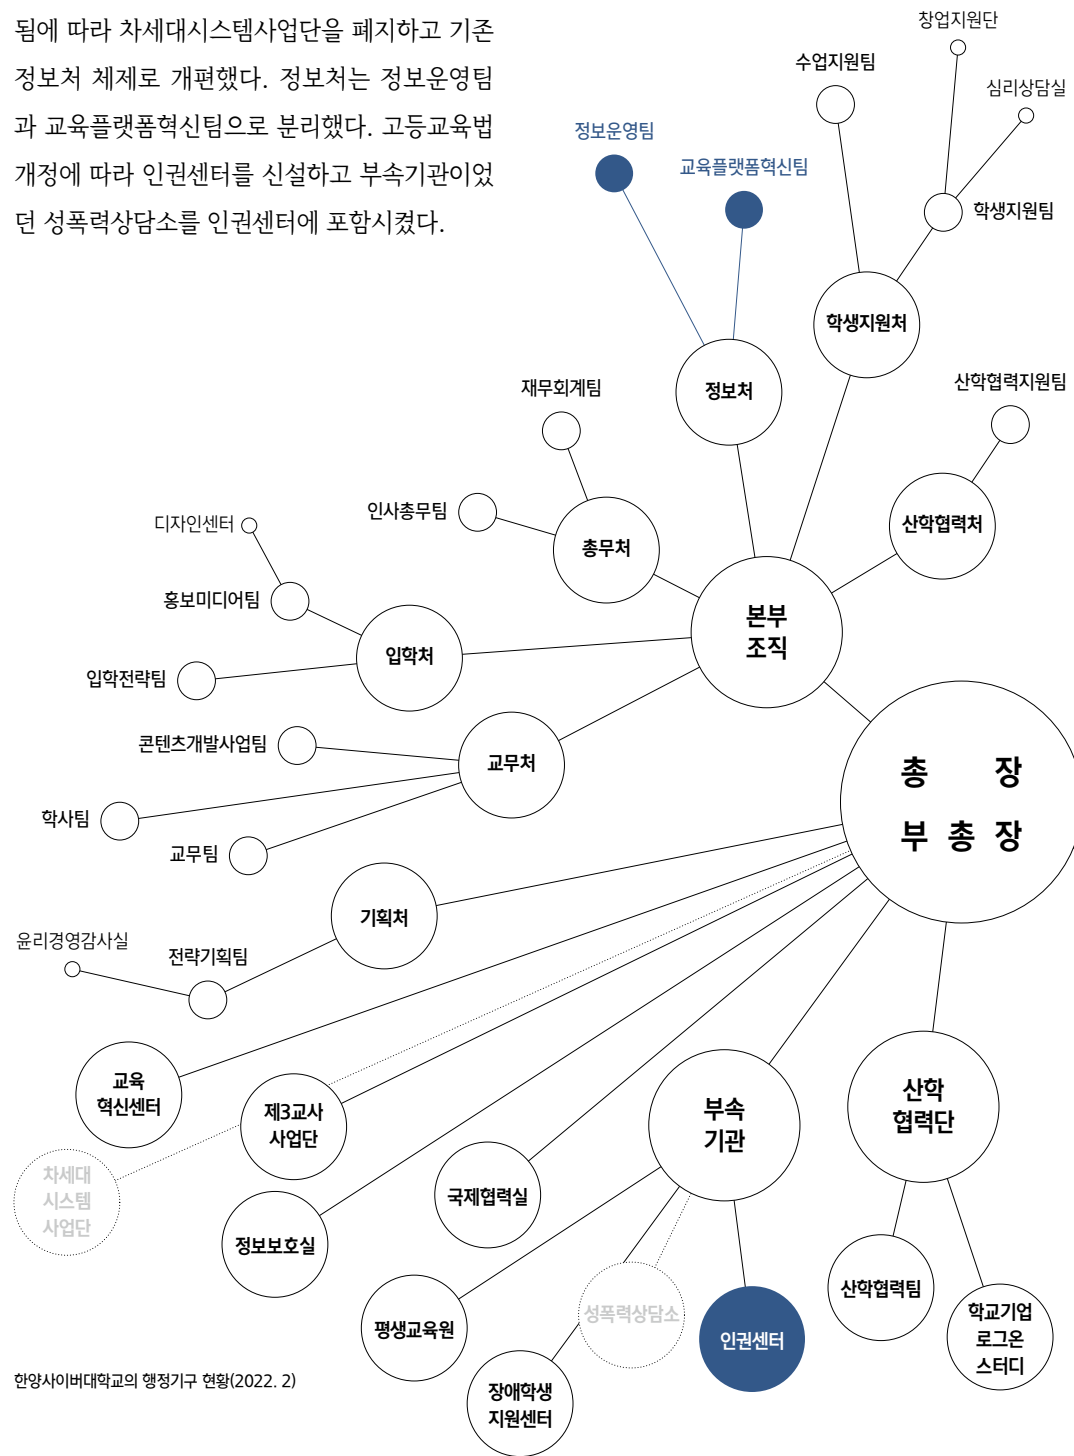 됨에 따라 차세대시스템사업단을 폐지하고 기존
정보처 체제로 개편했다. 정보처는 정보운영팀
과 교육플랫폼혁신팀으로 분리했다. 고등교육법
개정에 따라 인권센터를 신설하고 부속기관이었
던 성폭력상담소를 인권센터에 포함시켰다.
창업지원단
수업지원팀
심리상담실
정보운영팀
교육플랫폼혁신팀
학생지원팀
학생지원처
재무회계팀
정보처
산학협력지원팀
인사총무팀
디자인센터
총무처
산학협력처
홍보미디어팀
본부
조직
입학처
입학전략팀
콘텐츠개발사업팀
교무처
총 장
부 총 장
학사팀
교무팀
기획처
윤리경영감사실
전략기획팀
교육
혁신센터
제3교사
사업단
부속
기관
산학
협력단
차세대
시스템
사업단
국제협력실
정보보호실
산학협력팀
성폭력상담소
학교기업
로그온
스터디
평생교육원
인권센터
장애학생
지원센터
한양사이버대학교의 행정기구 현황(2022. 2)